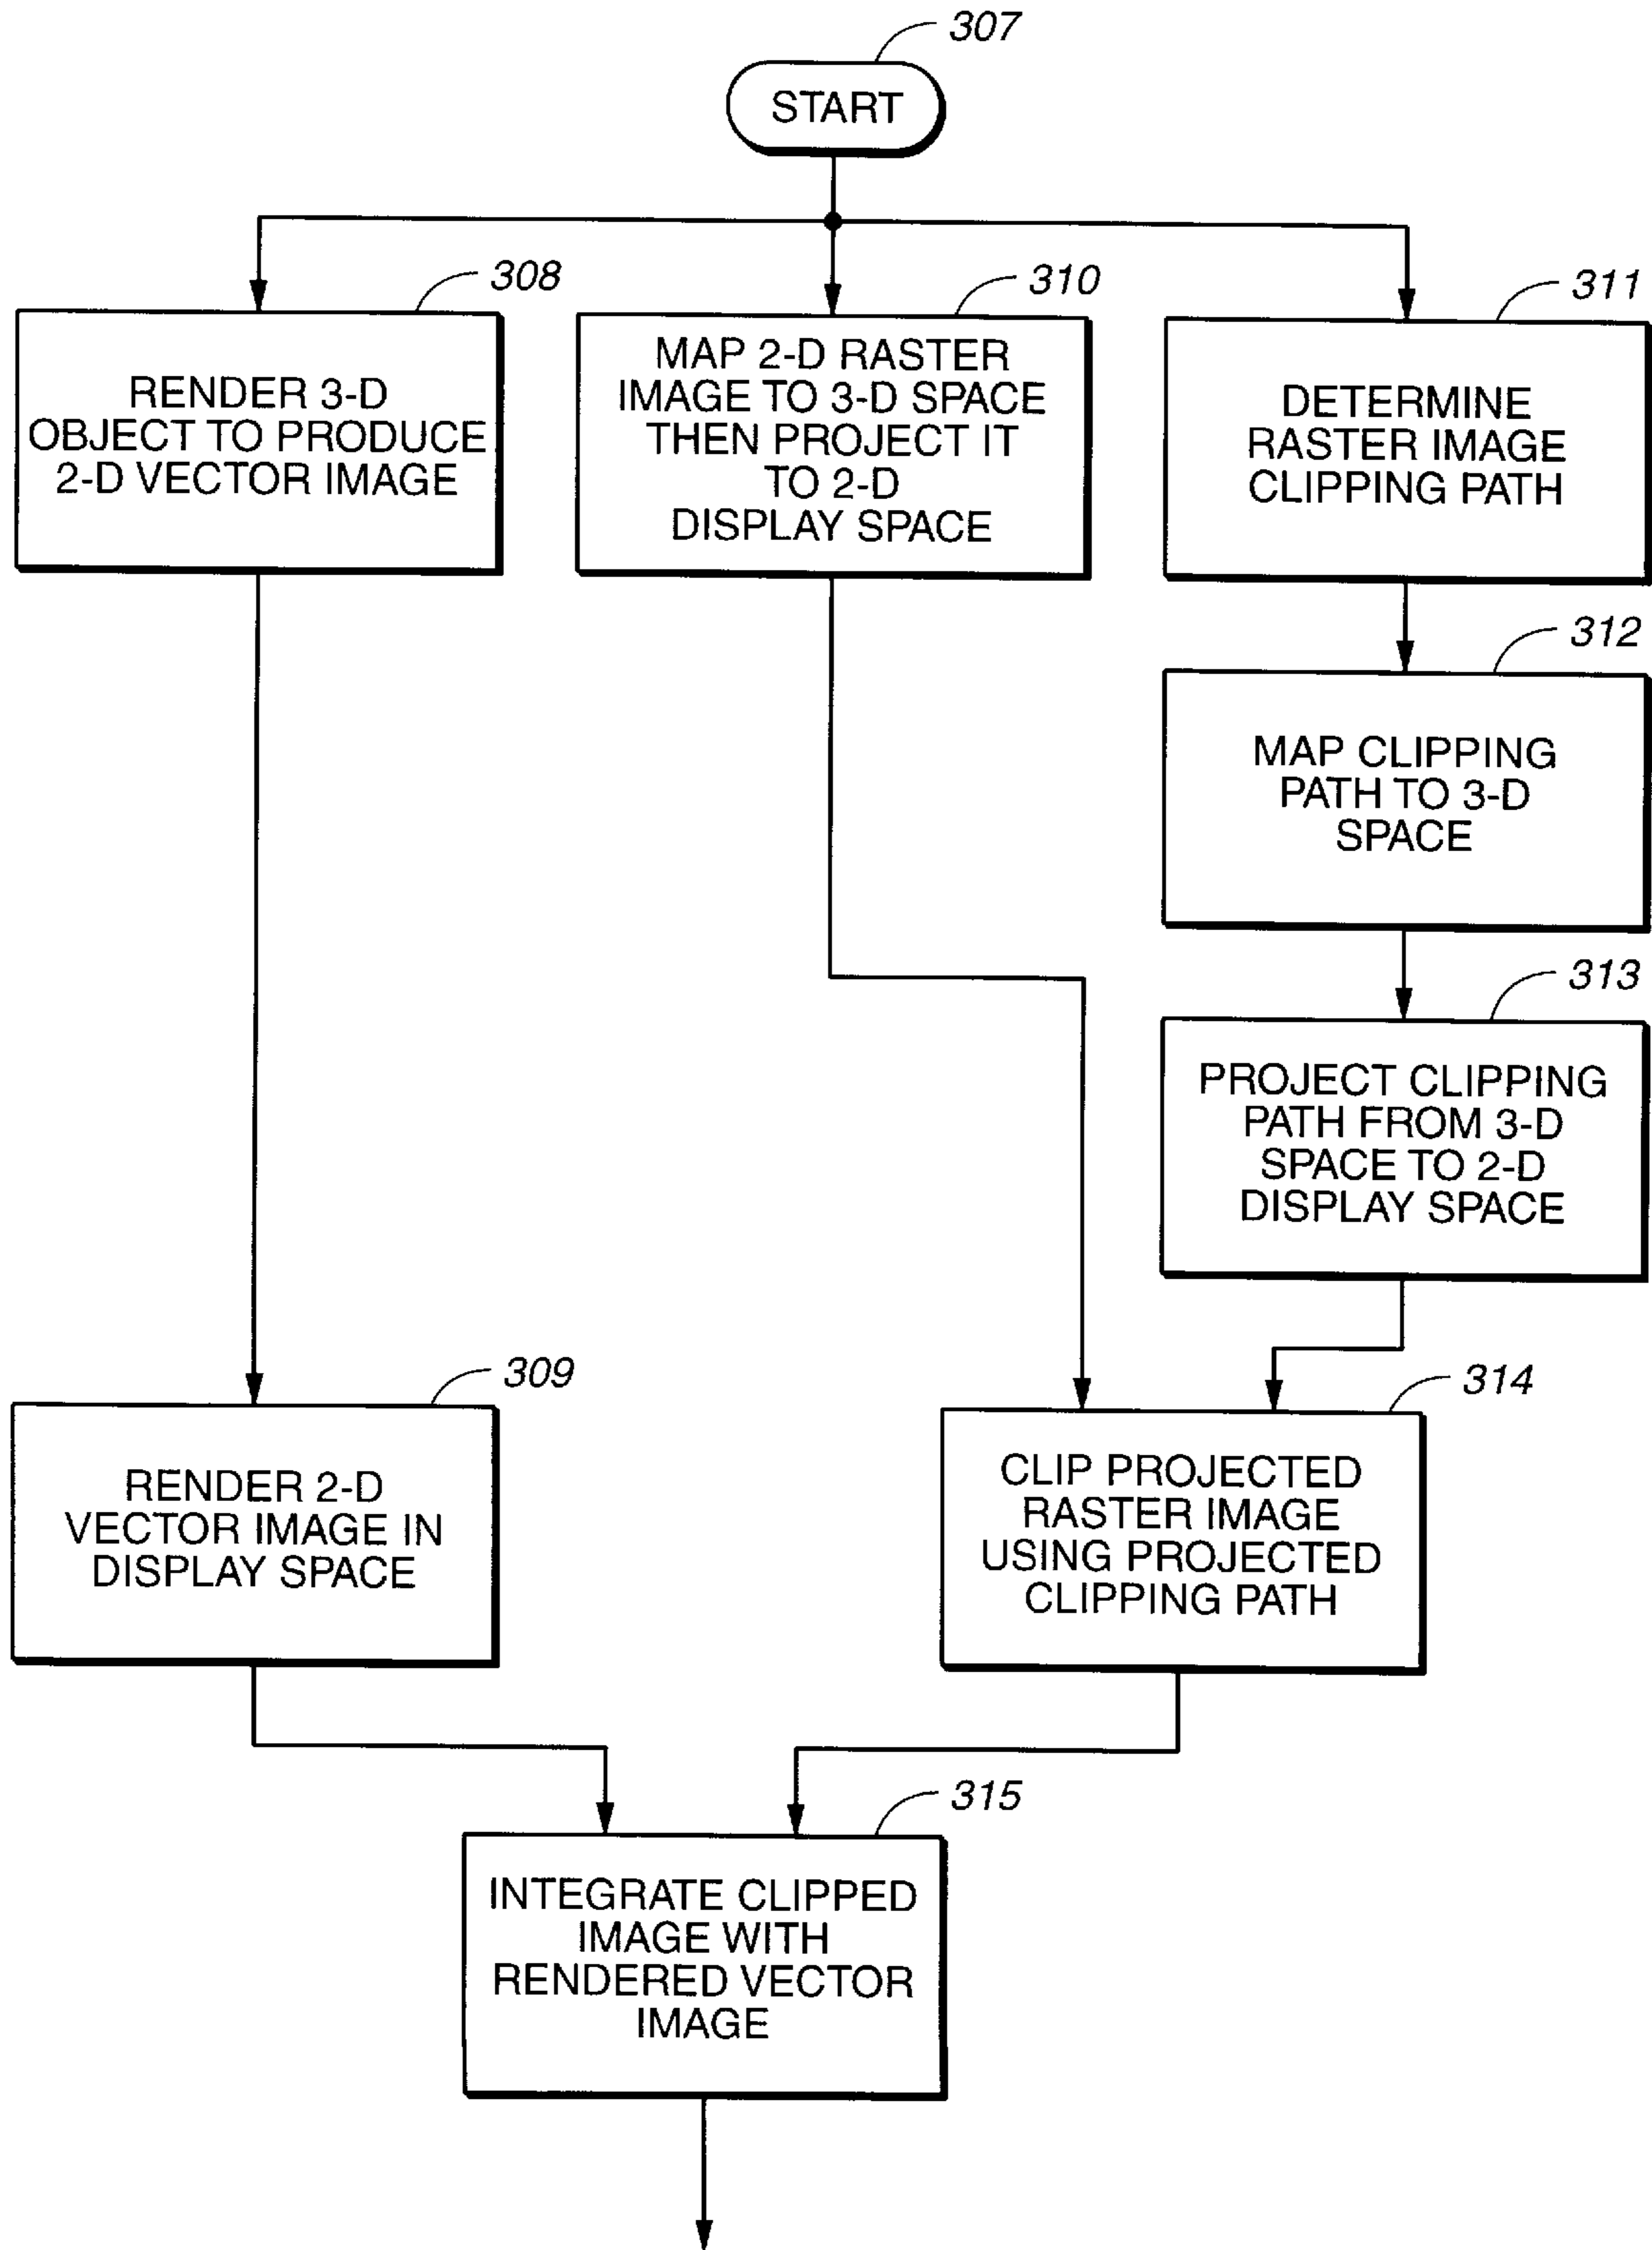 307
START
308
RENDER 3-D
OBJECT TO PRODUCE
2-D VECTOR IMAGE
310
MAP 2-D RASTER
IMAGE TO 3-D SPACE
THEN PROJECT IT
TO 2-D
DISPLAY SPACE
311
DETERMINE
RASTER IMAGE
CLIPPING PATH
312
MAP CLIPPING
PATH TO 3-D
SPACE
313
PROJECT CLIPPING
PATH FROM 3-D
SPACE TO 2-D
DISPLAY SPACE
309
RENDER 2-D
VECTOR IMAGE IN
DISPLAY SPACE
314
CLIP PROJECTED
RASTER IMAGE
USING PROJECTED
CLIPPING PATH
315
INTEGRATE CLIPPED
IMAGE WITH
RENDERED VECTOR
IMAGE